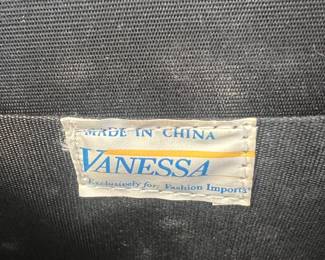 MADE IN CHINA
VANESSA
Exclusively for Fashion Imports